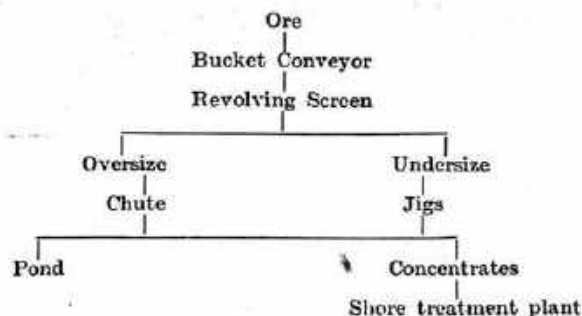 Ore
Bucket Conveyor
Revolving Screen
Oversize Undersize
Chute Jigs
Pond Concentrates
Shore treatment plant